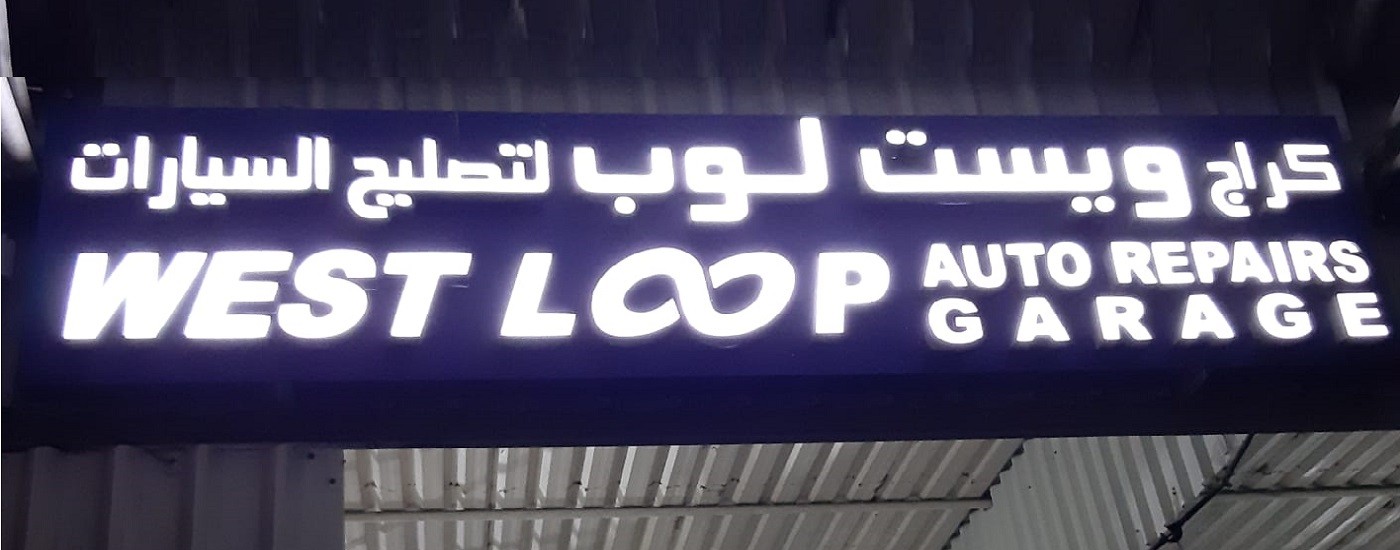 كراج ويست لوب لتصليح السيارات
WEST LOOP AUTO REPAIRS
GARAGE